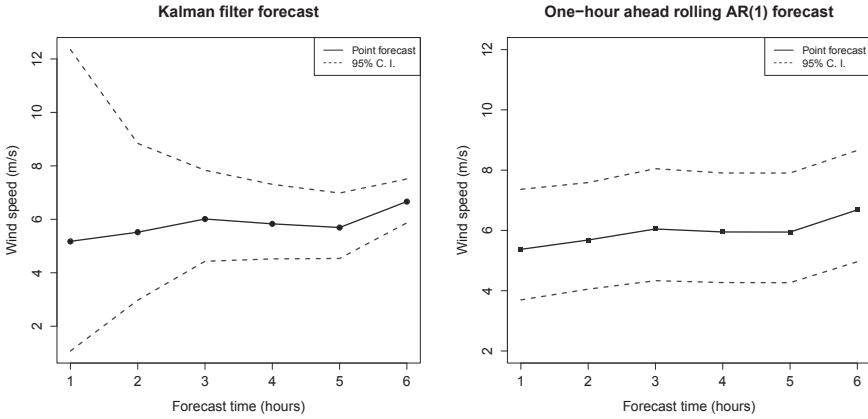 Kalman filter forecast
Point forecast
95% C. I.
Wind speed (m/s)
12
10
8
6
4
2
1 2 3 4 5 6
Forecast time (hours)
One−hour ahead rolling AR(1) forecast
Point forecast
95% C. I.
Wind speed (m/s)
12
10
8
6
4
2
1 2 3 4 5 6
Forecast time (hours)